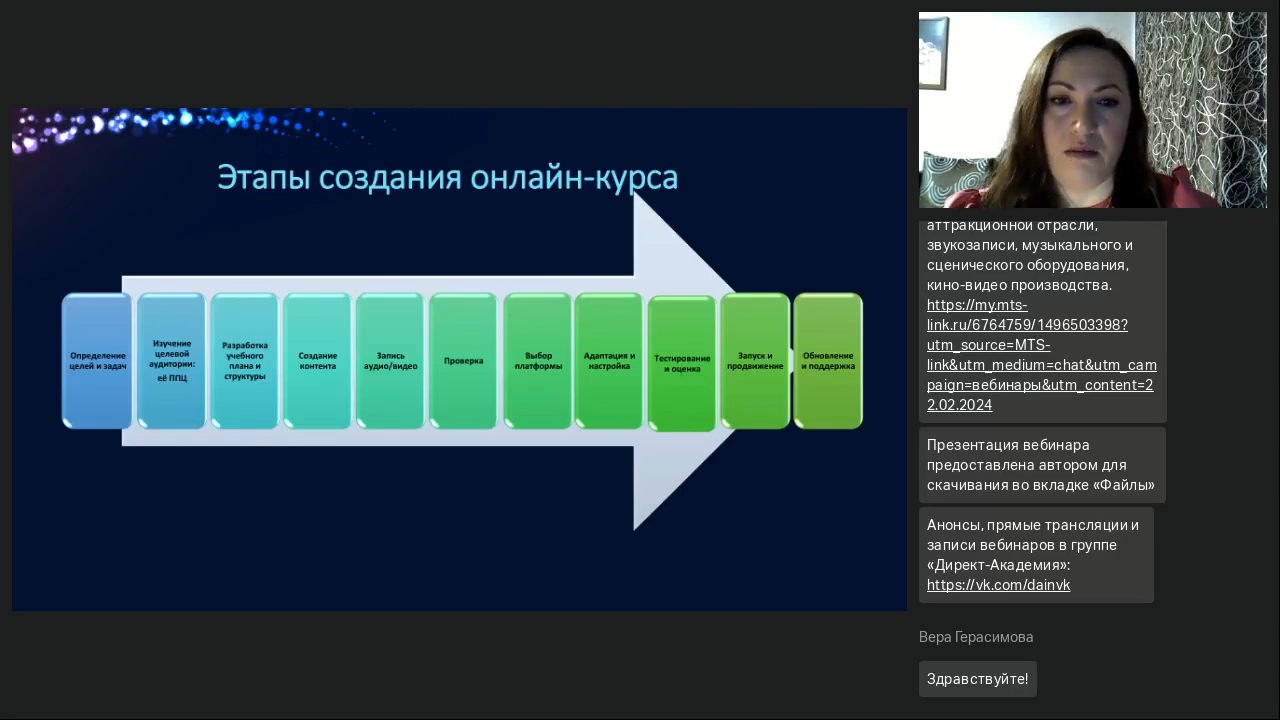 Этапы создания онлайн-курса
Определение
целей и задач
Изучение
целевой
аудитории:
её ППЦ
Разработка
учебного
плана и
структуры
Создание
контента
Запись
аудио/видео
Проверка
Выбор
платформы
Адаптация и
настройка
Тестирование
и оценка
Запуск и
продвижение
Обновление
и поддержка
аттракционной отрасли,
звукозаписи, музыкального и
сценического оборудования,
кино-видео производства.
https://my.mts-
link.ru/6764759/1496503398?
utm_source=MTS-
link&utm_medium=chat&utm_cam
paign=вебинары&utm_content=2
2.02.2024
Презентация вебинара
предоставлена автором для
скачивания во вкладке «Файлы»
Анонсы, прямые трансляции и
записи вебинаров в группе
«Директ-Академия»:
https://vk.com/dainvk
Вера Герасимова
Здравствуйте!